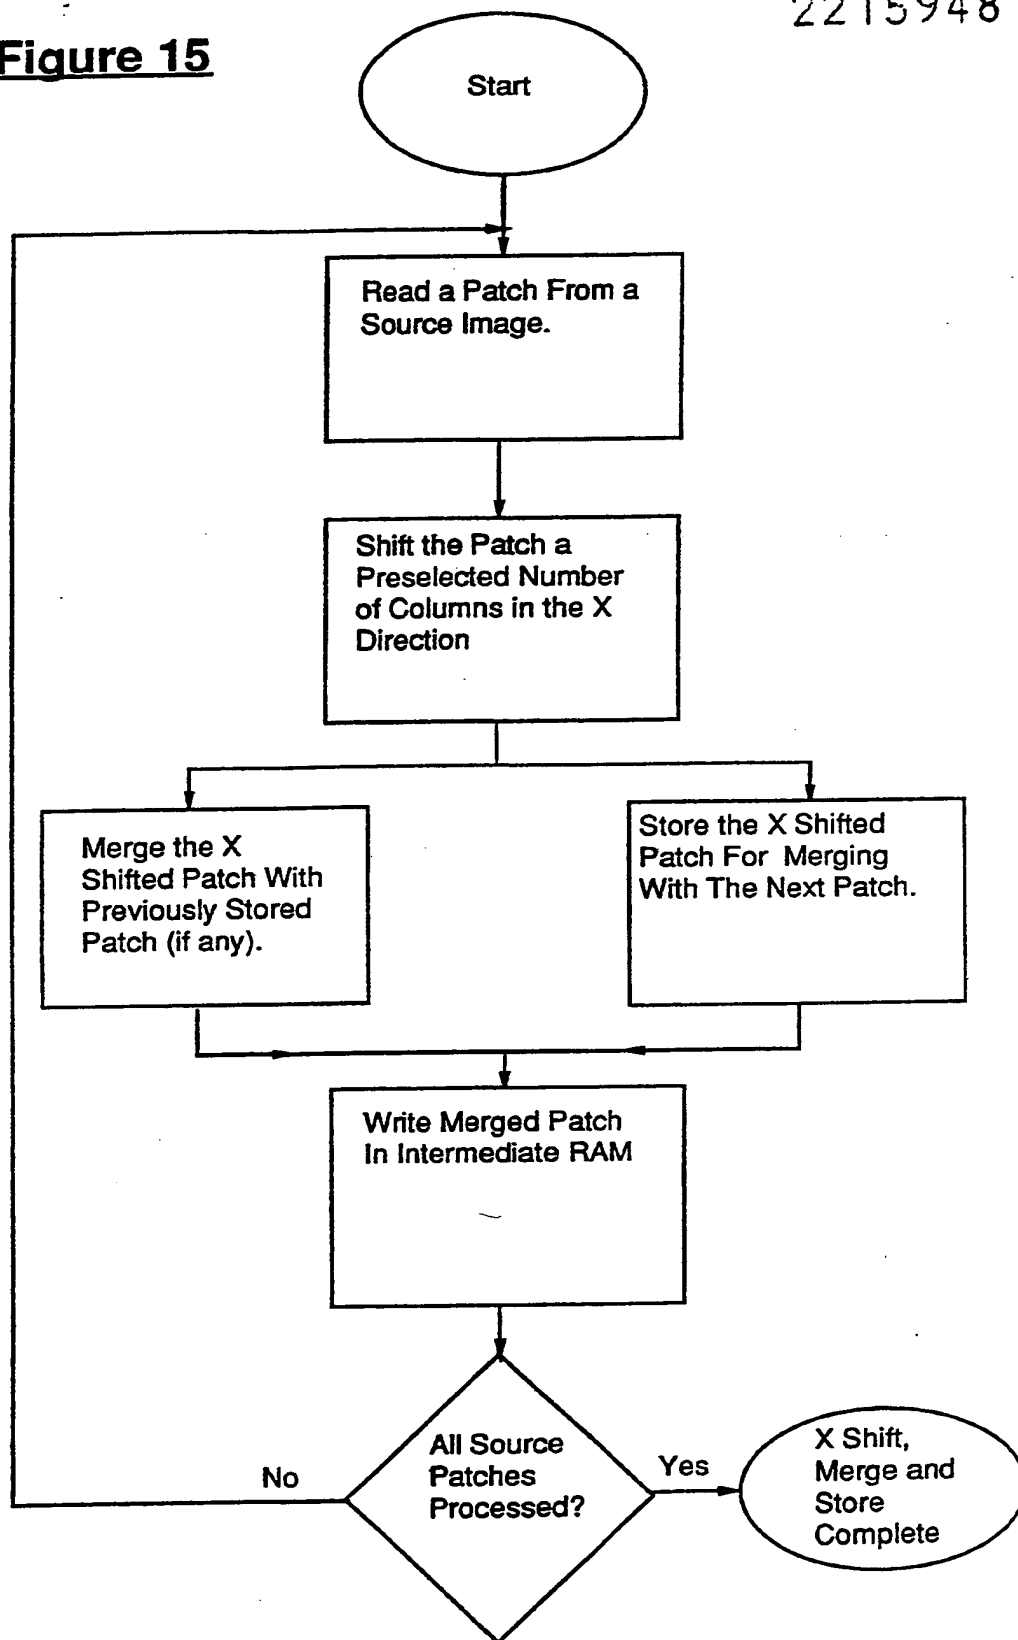 2215948
Figure 15
Start
Read a Patch From a
Source Image.
Shift the Patch a
Preselected Number
of Columns in the X
Direction
Merge the X
Shifted Patch With
Previously Stored
Patch (if any).
Store the X Shifted
Patch For Merging
With The Next Patch.
Write Merged Patch
In Intermediate RAM
All Source
Patches
Processed?
No
Yes
X Shift,
Merge and
Store
Complete